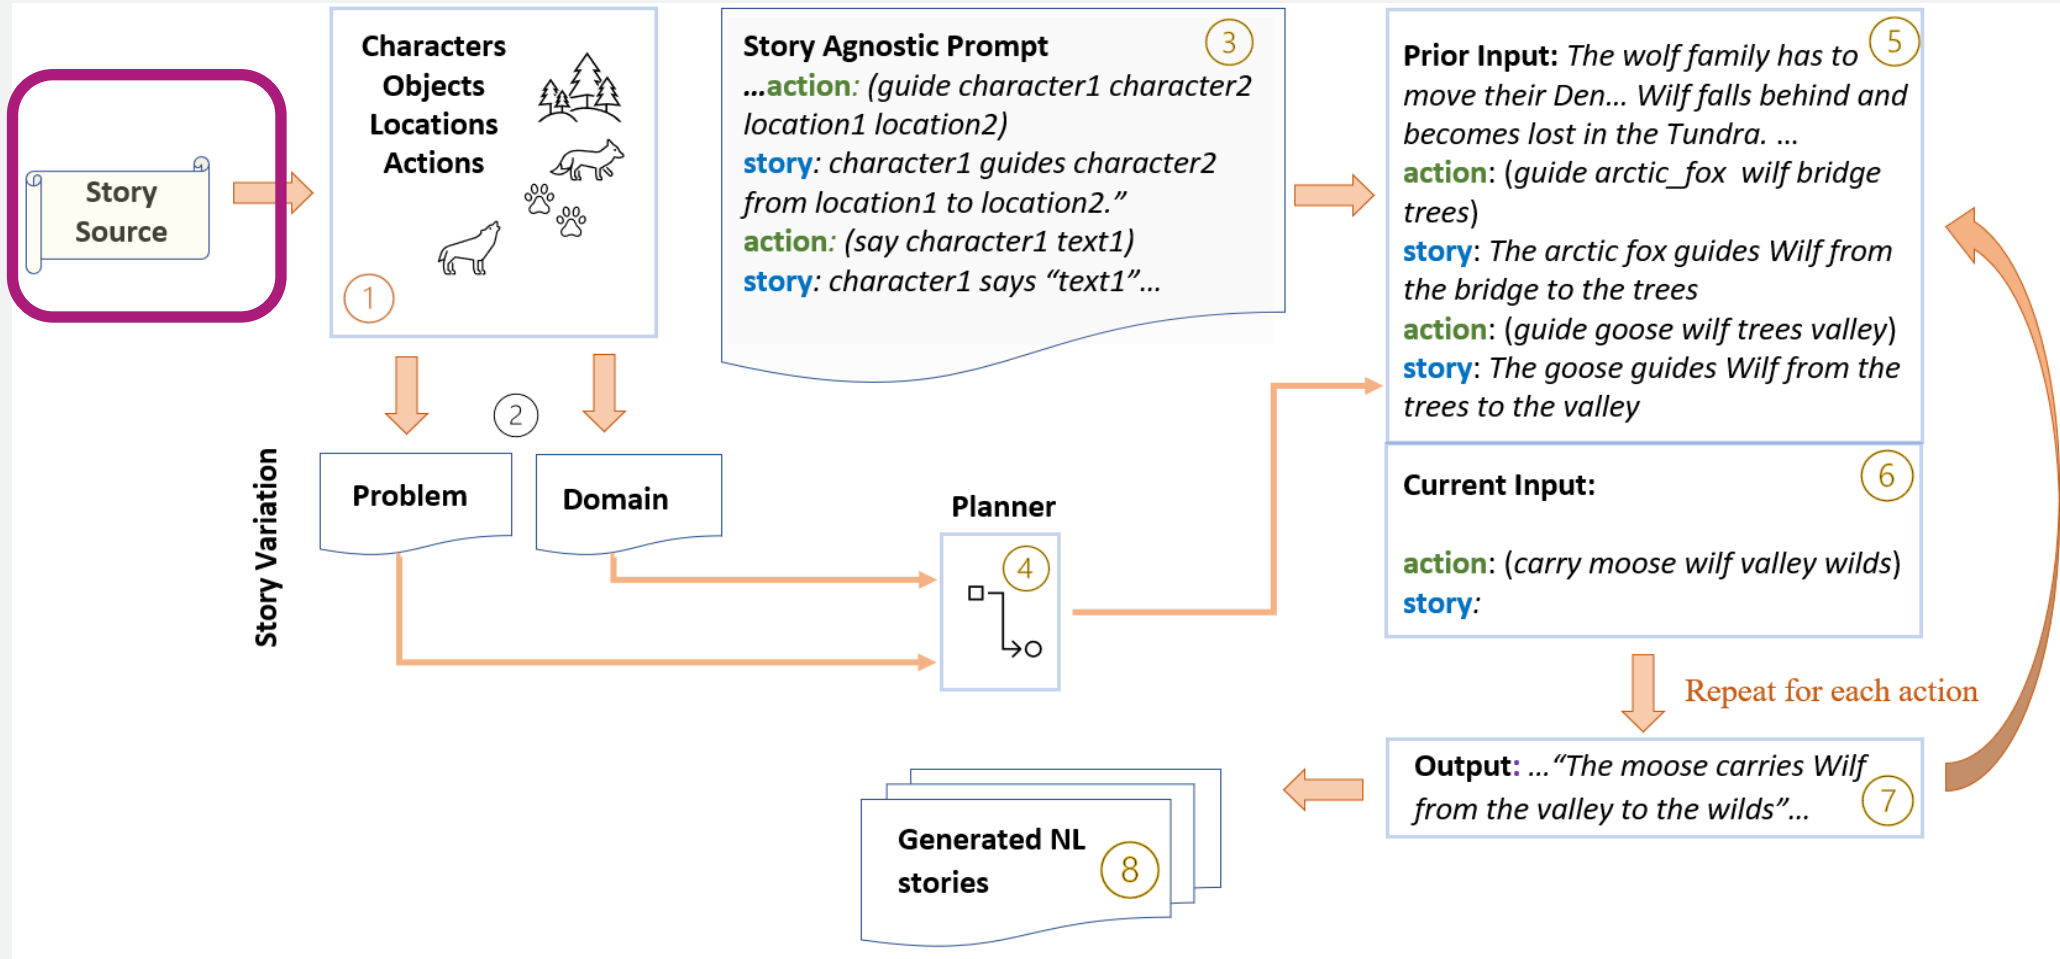 Story
Source
Characters
Objects
Locations
Actions
1
Story Agnostic Prompt
3
...action: (guide character1 character2
location1 location2)
story: character1 guides character2
from location1 to location2.”
action: (say character1 text1)
story: character1 says “text1”...
5
Prior Input: The wolf family has to
move their Den... Wilf falls behind and
becomes lost in the Tundra. ...
action: (guide arctic_fox wilf bridge
trees)
story: The arctic fox guides Wilf from
the bridge to the trees
action: (guide goose wilf trees valley)
story: The goose guides Wilf from the
trees to the valley
2
Story Variation
Problem
Domain
Planner
4
Current Input:
6
action: (carry moose wilf valley wilds)
story:
Repeat for each action
Output: ...“The moose carries Wilf
from the valley to the wilds”...
7
Generated NL
stories
8